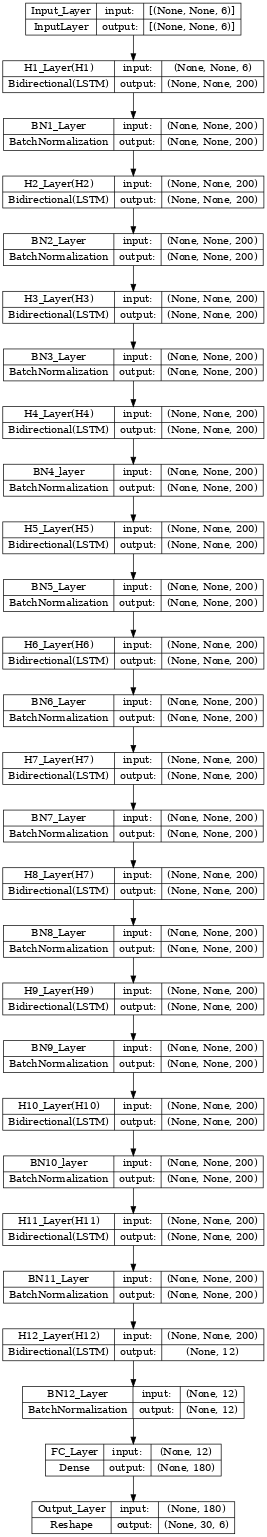 Input_Layer input: [(None, None, 6)]
InputLayer output: [(None, None, 6)]
H1_Layer(H1) input: (None, None, 6)
Bidirectional(LSTM) output: (None, None, 200)
BN1_Layer input: (None, None, 200)
BatchNormalization output: (None, None, 200)
H2_Layer(H2) input: (None, None, 200)
Bidirectional(LSTM) output: (None, None, 200)
BN2_Layer input: (None, None, 200)
BatchNormalization output: (None, None, 200)
H3_Layer(H3) input: (None, None, 200)
Bidirectional(LSTM) output: (None, None, 200)
BN3_Layer input: (None, None, 200)
BatchNormalization output: (None, None, 200)
H4_Layer(H4) input: (None, None, 200)
Bidirectional(LSTM) output: (None, None, 200)
BN4_layer input: (None, None, 200)
BatchNormalization output: (None, None, 200)
H5_Layer(H5) input: (None, None, 200)
Bidirectional(LSTM) output: (None, None, 200)
BN5_Layer input: (None, None, 200)
BatchNormalization output: (None, None, 200)
H6_Layer(H6) input: (None, None, 200)
Bidirectional(LSTM) output: (None, None, 200)
BN6_Layer input: (None, None, 200)
BatchNormalization output: (None, None, 200)
H7_Layer(H7) input: (None, None, 200)
Bidirectional(LSTM) output: (None, None, 200)
BN7_Layer input: (None, None, 200)
BatchNormalization output: (None, None, 200)
H8_Layer(H7) input: (None, None, 200)
Bidirectional(LSTM) output: (None, None, 200)
BN8_Layer input: (None, None, 200)
BatchNormalization output: (None, None, 200)
H9_Layer(H9) input: (None, None, 200)
Bidirectional(LSTM) output: (None, None, 200)
BN9_Layer input: (None, None, 200)
BatchNormalization output: (None, None, 200)
H10_Layer(H10) input: (None, None, 200)
Bidirectional(LSTM) output: (None, None, 200)
BN10_layer input: (None, None, 200)
BatchNormalization output: (None, None, 200)
H11_Layer(H11) input: (None, None, 200)
Bidirectional(LSTM) output: (None, None, 200)
BN11_Layer input: (None, None, 200)
BatchNormalization output: (None, None, 200)
H12_Layer(H12) input: (None, None, 200)
Bidirectional(LSTM) output: (None, 12)
BN12_Layer input: (None, 12)
BatchNormalization output: (None, 12)
FC_Layer input: (None, 12)
Dense output: (None, 180)
Output_Layer input: (None, 180)
Reshape output: (None, 30, 6)